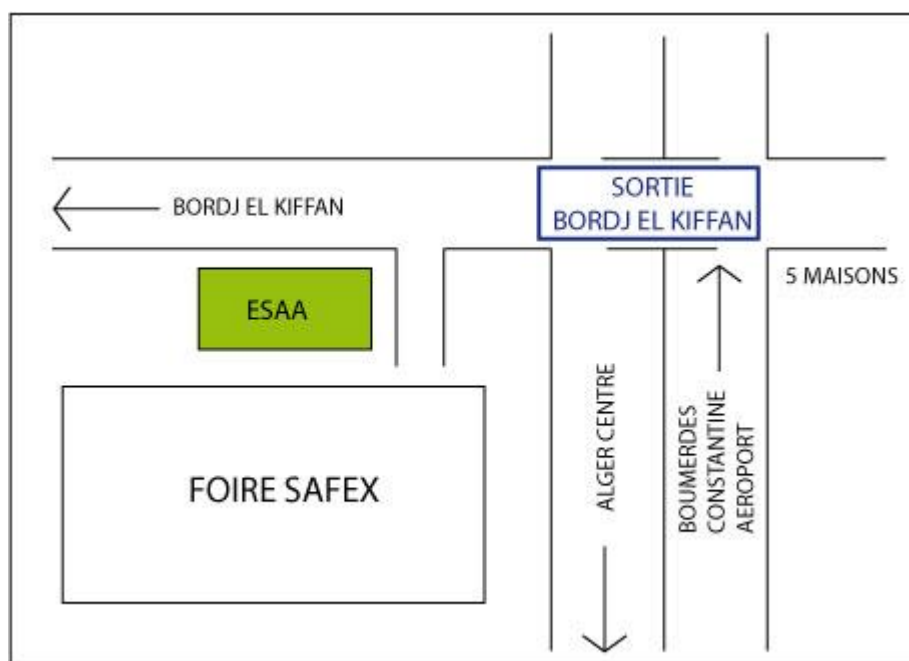 SORTIE
BORDJ EL KIFFAN
BORDJ EL KIFFAN
5 MAISONS
ESAA
FOIRE SAFEX
ALGER CENTRE
BOUMERDES
CONSTANTINE
AEROPORT